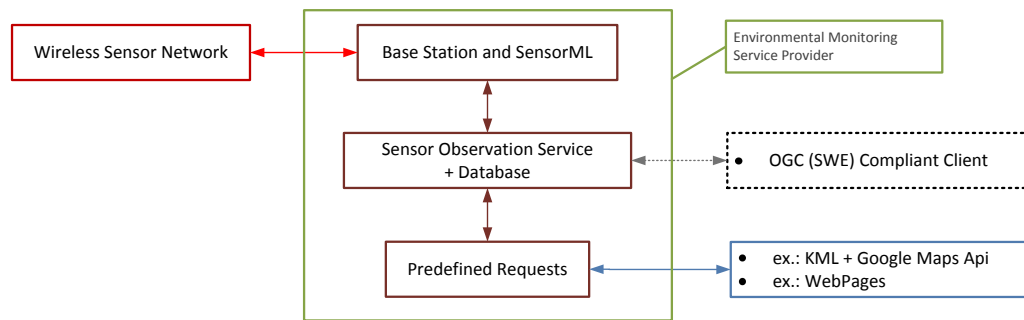 Wireless Sensor Network
Base Station and SensorML
Environmental Monitoring
Service Provider
Sensor Observation Service
+ Database
• OGC (SWE) Compliant Client
Predefined Requests
• ex.: KML + Google Maps Api
• ex.: WebPages